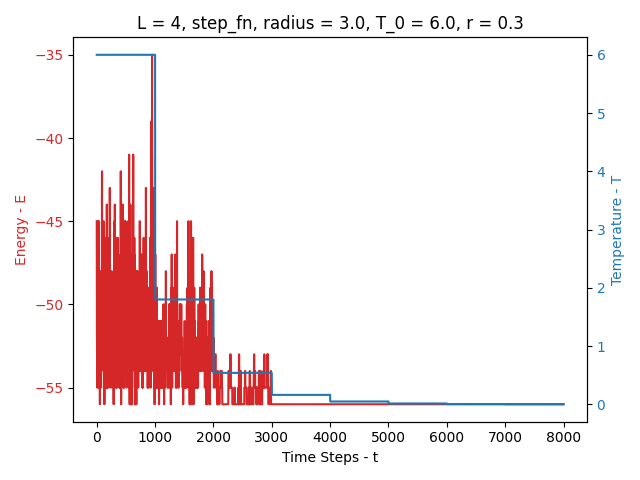 L = 4, step_fn, radius = 3.0, T_0 = 6.0, r = 0.3
Energy - E
−35
−40
−45
−50
−55
Temperature - T
6
5
4
3
2
1
0
0 1000 2000 3000 4000 5000 6000 7000 8000
Time Steps - t